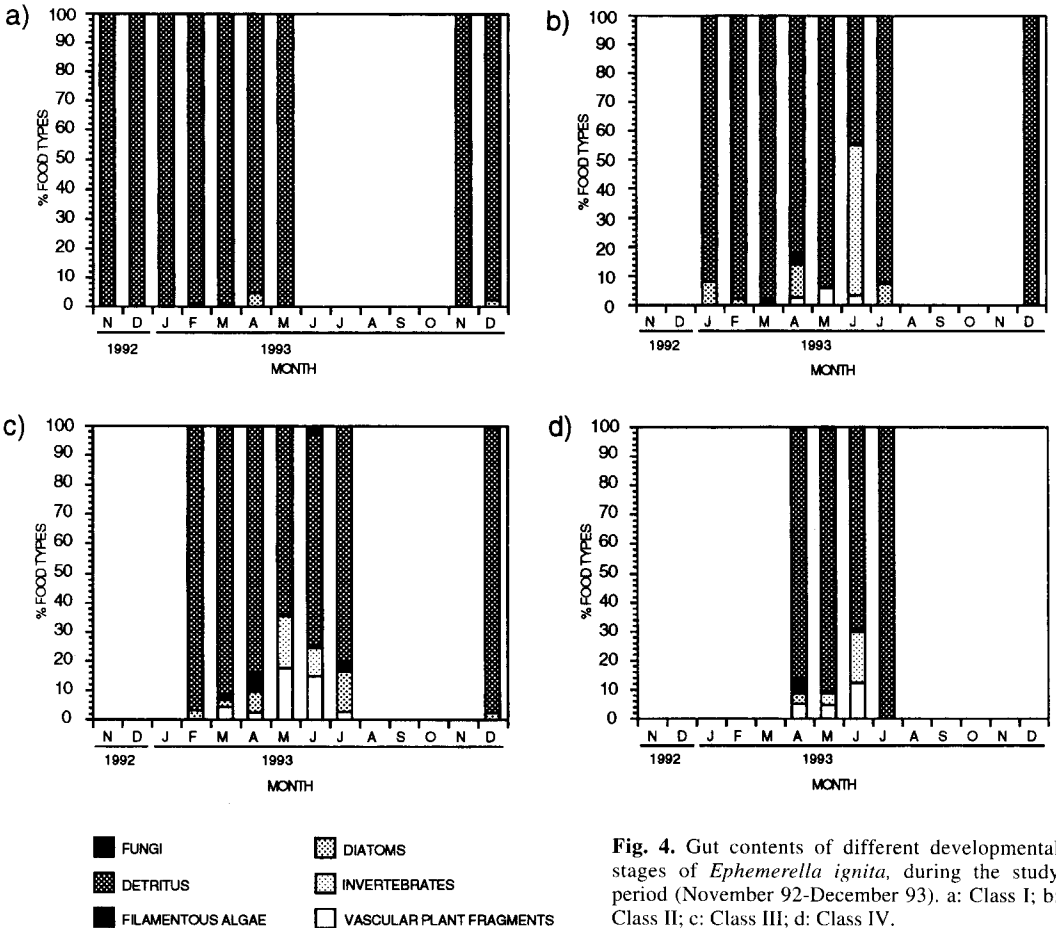 a)
100
90
80
70
60
50
40
30
20
10
0
% FOOD TYPES
N D J F M A M J J A S O N D
1992 1993
MONTH
b)
100
90
80
70
60
50
40
30
20
10
0
% FOOD TYPES
N D J F M A M J J A S O N D
1992 1993
MONTH
c)
100
90
80
70
60
50
40
30
20
10
0
% FOOD TYPES
N D J F M A M J J A S O N D
1992 1993
MONTH
d)
100
90
80
70
60
50
40
30
20
10
0
% FOOD TYPES
N D J F M A M J J A S O N D
1992 1993
MONTH
FUNGI
DETRITUS
FILAMENTOUS ALGAE
DIATOMS
INVERTEBRATES
VASCULAR PLANT FRAGMENTS
Fig. 4. Gut contents of different developmental
stages of Ephemerella ignita, during the study
period (November 92-December 93). a: Class I; b:
Class II; c: Class III; d: Class IV.